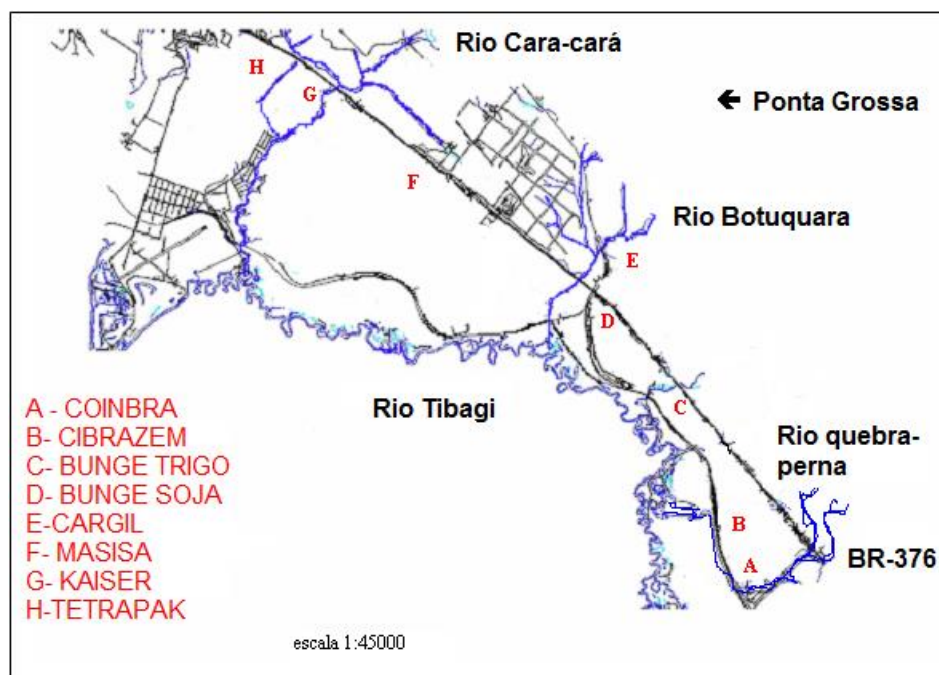 Rio Cara-cará
H
G
← Ponta Grossa
F
Rio Botuquara
E
D
Rio Tibagi
C
Rio quebra-
perna
B
A
BR-376
A - COINBRA
B- CIBRAZEM
C- BUNGE TRIGO
D- BUNGE SOJA
E-CARGIL
F- MASISA
G- KAISER
H-TETRAPAK
escala 1:45000